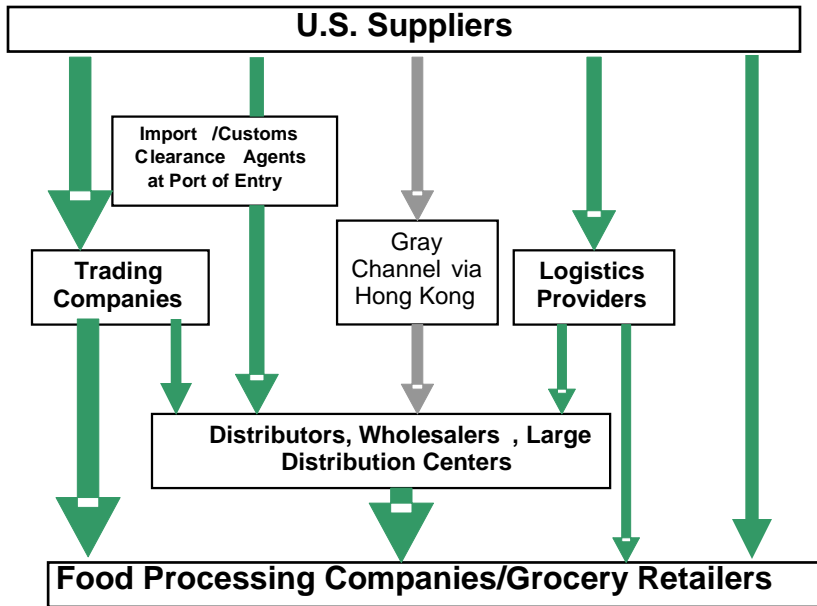 U.S. Suppliers
Import /Customs
Clearance Agents
at Port of Entry
Gray
Channel via
Hong Kong
Trading
Companies
Logistics
Providers
Distributors, Wholesalers , Large
Distribution Centers
Food Processing Companies/Grocery Retailers